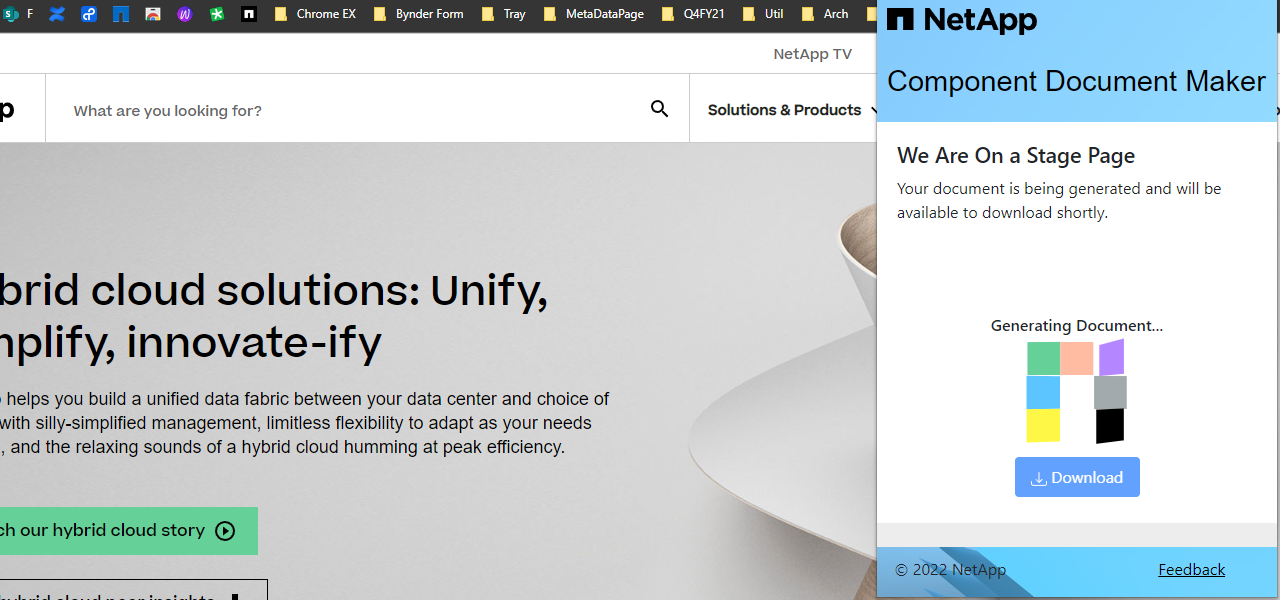 F
Chrome EX
Bynder Form
Tray
MetaDataPage
Q4FY21
Util
Arch
NetApp TV
p
What are you looking for?
Solutions & Products
brid cloud solutions: Unify,
nplify, innovate-ify
helps you build a unified data fabric between your data center and choice of
with silly-simplified management, limitless flexibility to adapt as your needs
, and the relaxing sounds of a hybrid cloud humming at peak efficiency.
ch our hybrid cloud story
NetApp
Component Document Maker
We Are On a Stage Page
Your document is being generated and will be
available to download shortly.
Generating Document...
Download
© 2022 NetApp
Feedback